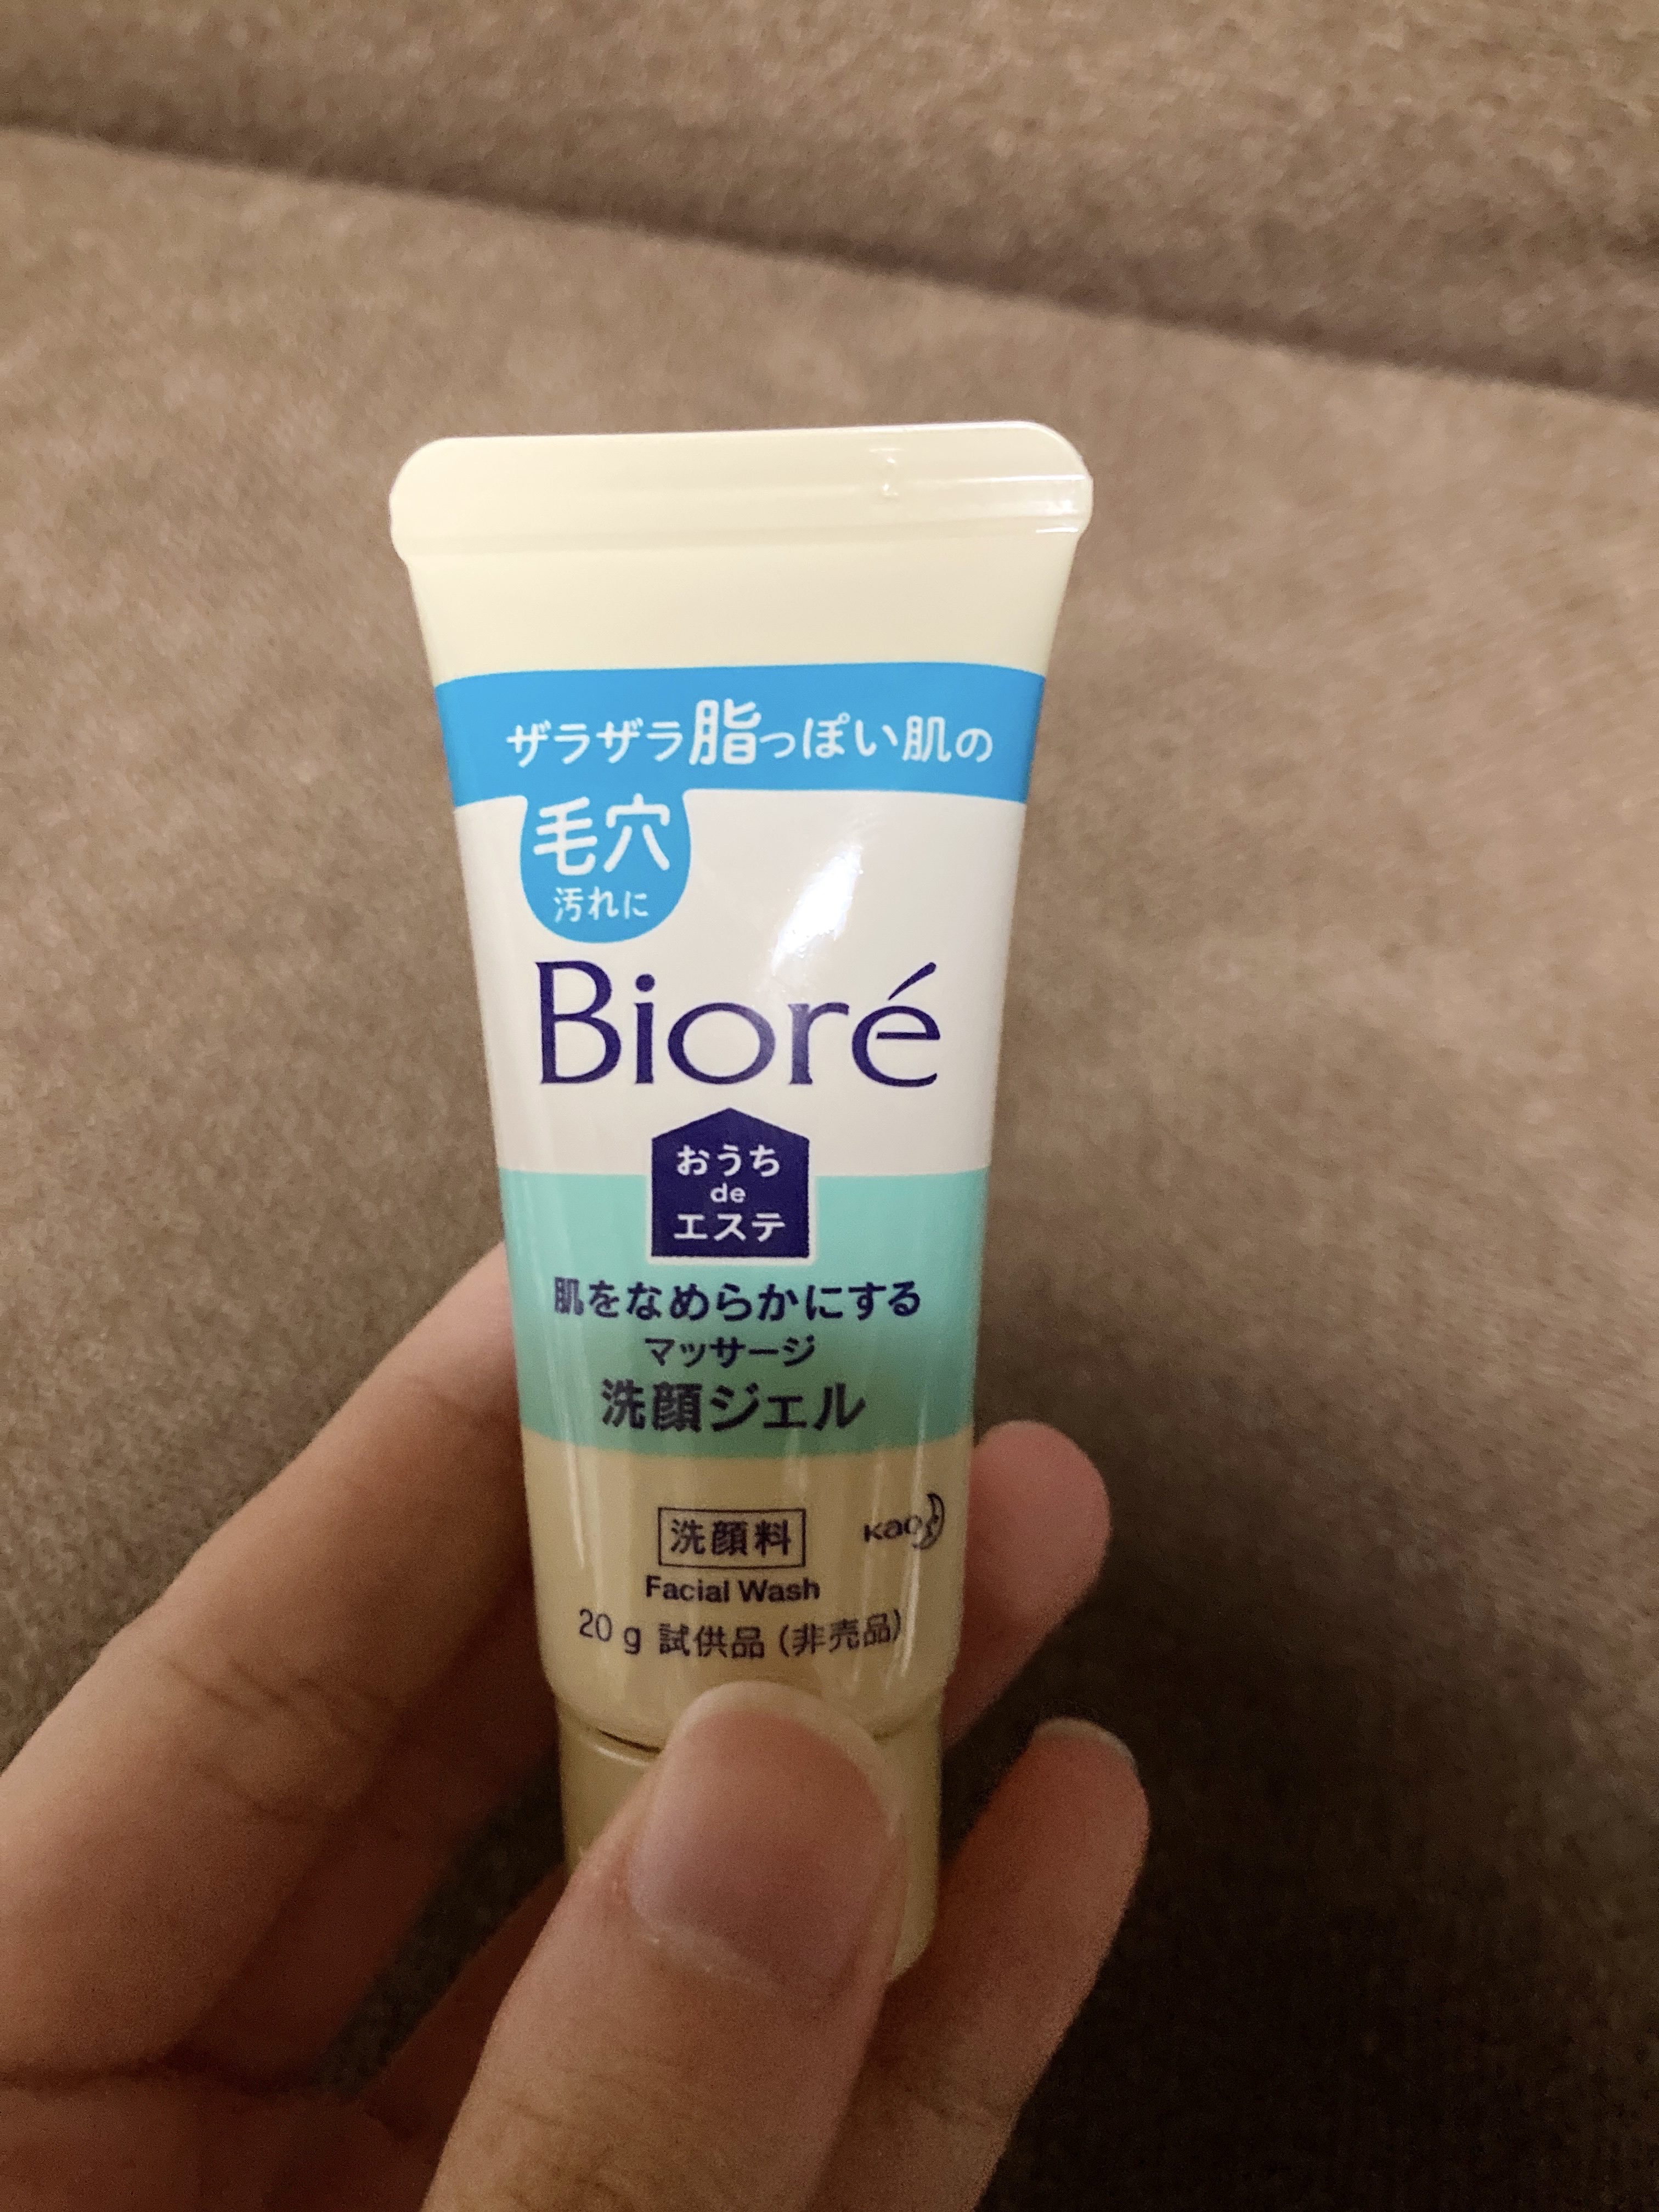 ザラザラ脂っぽい肌の
毛穴
汚れに
Bioré
おうち
de
エステ
肌をなめらかにする
マッサージ
洗顔ジェル
洗顔料
Kao
Facial Wash
20 g 試供品 (非売品)